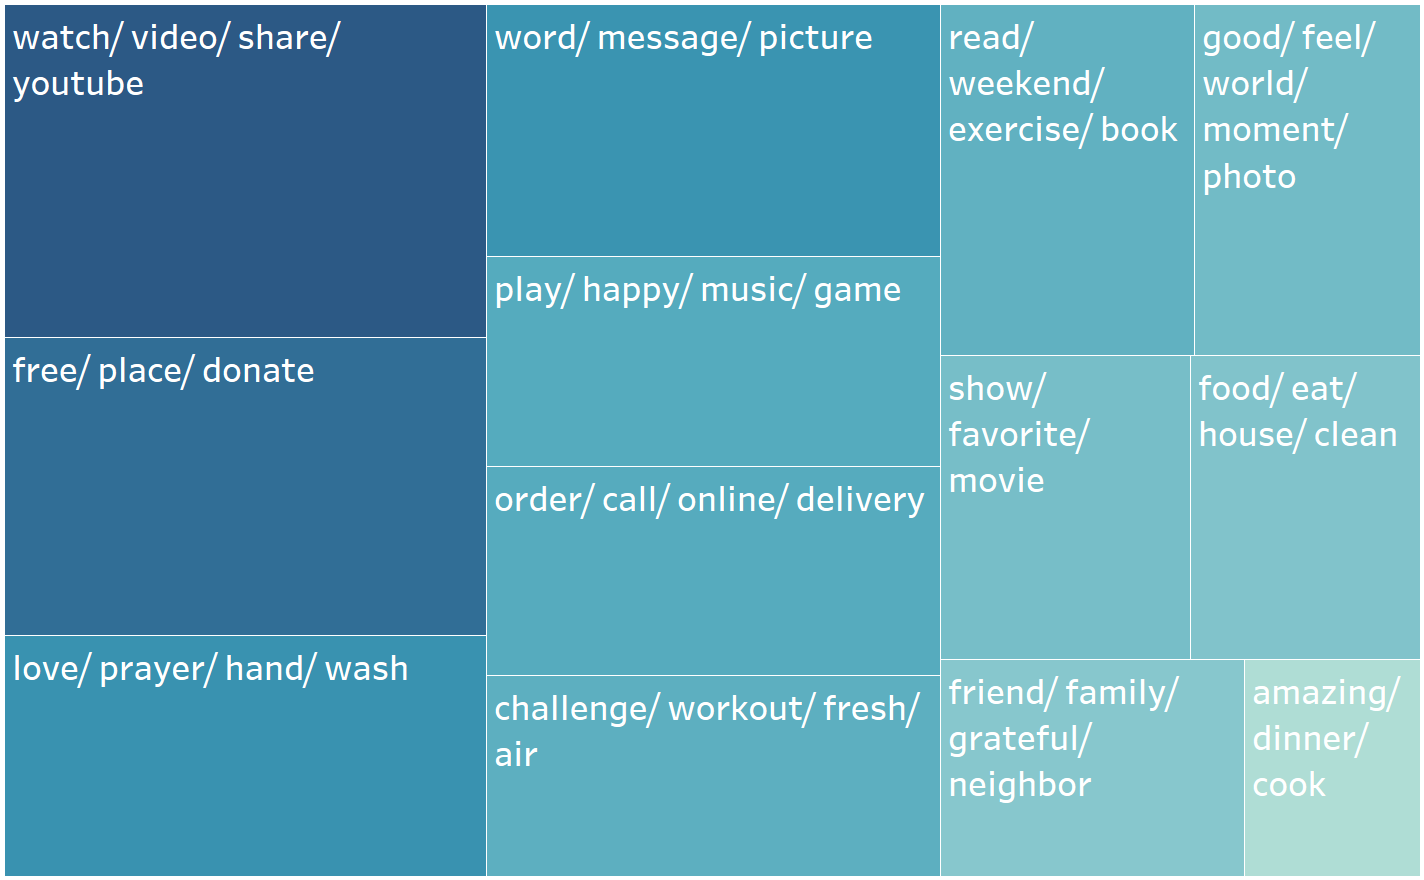 watch/ video/ share/
youtube
free/ place/ donate
love/ prayer/ hand/ wash
word/ message/ picture
play/ happy/ music/ game
order/ call/ online/ delivery
challenge/ workout/ fresh/
air
read/
weekend/
exercise/ book
good/ feel/
world/
moment/
photo
show/
favorite/
movie
food/ eat/
house/ clean
friend/ family/
grateful/
neighbor
amazing/
dinner/
cook